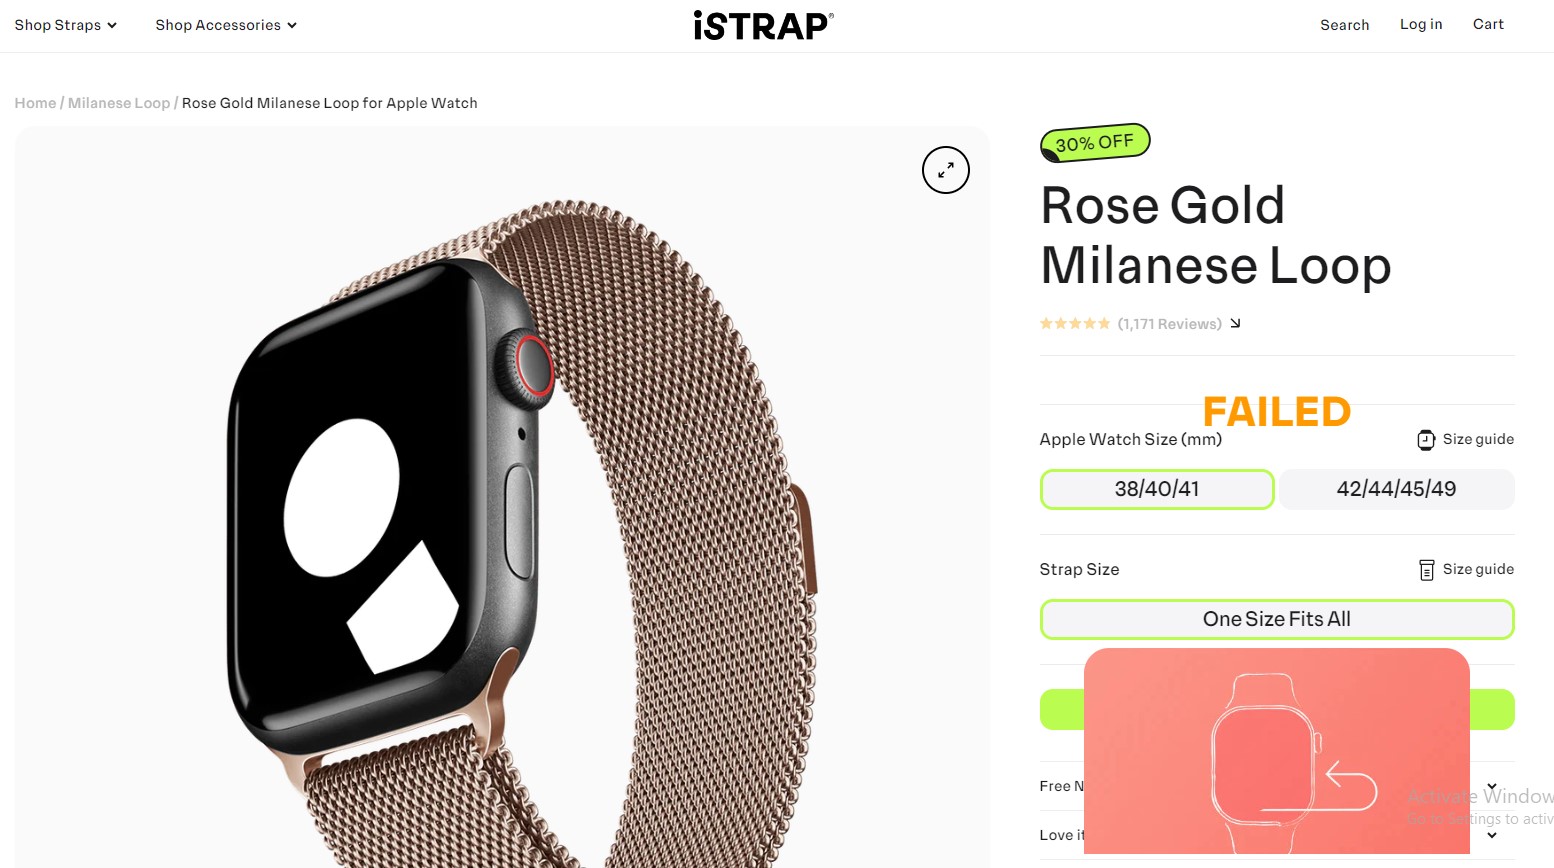 Shop Straps
Shop Accessories
iSTRAP®
Search
Log in
Cart
Home / Milanese Loop / Rose Gold Milanese Loop for Apple Watch
30% OFF
Rose Gold
Milanese Loop
(1,171 Reviews)
FAILED
Apple Watch Size (mm)
Size guide
38/40/41
42/44/45/49
Strap Size
Size guide
One Size Fits All
Free N
Activate Window
Go to Settings to activ
Love it